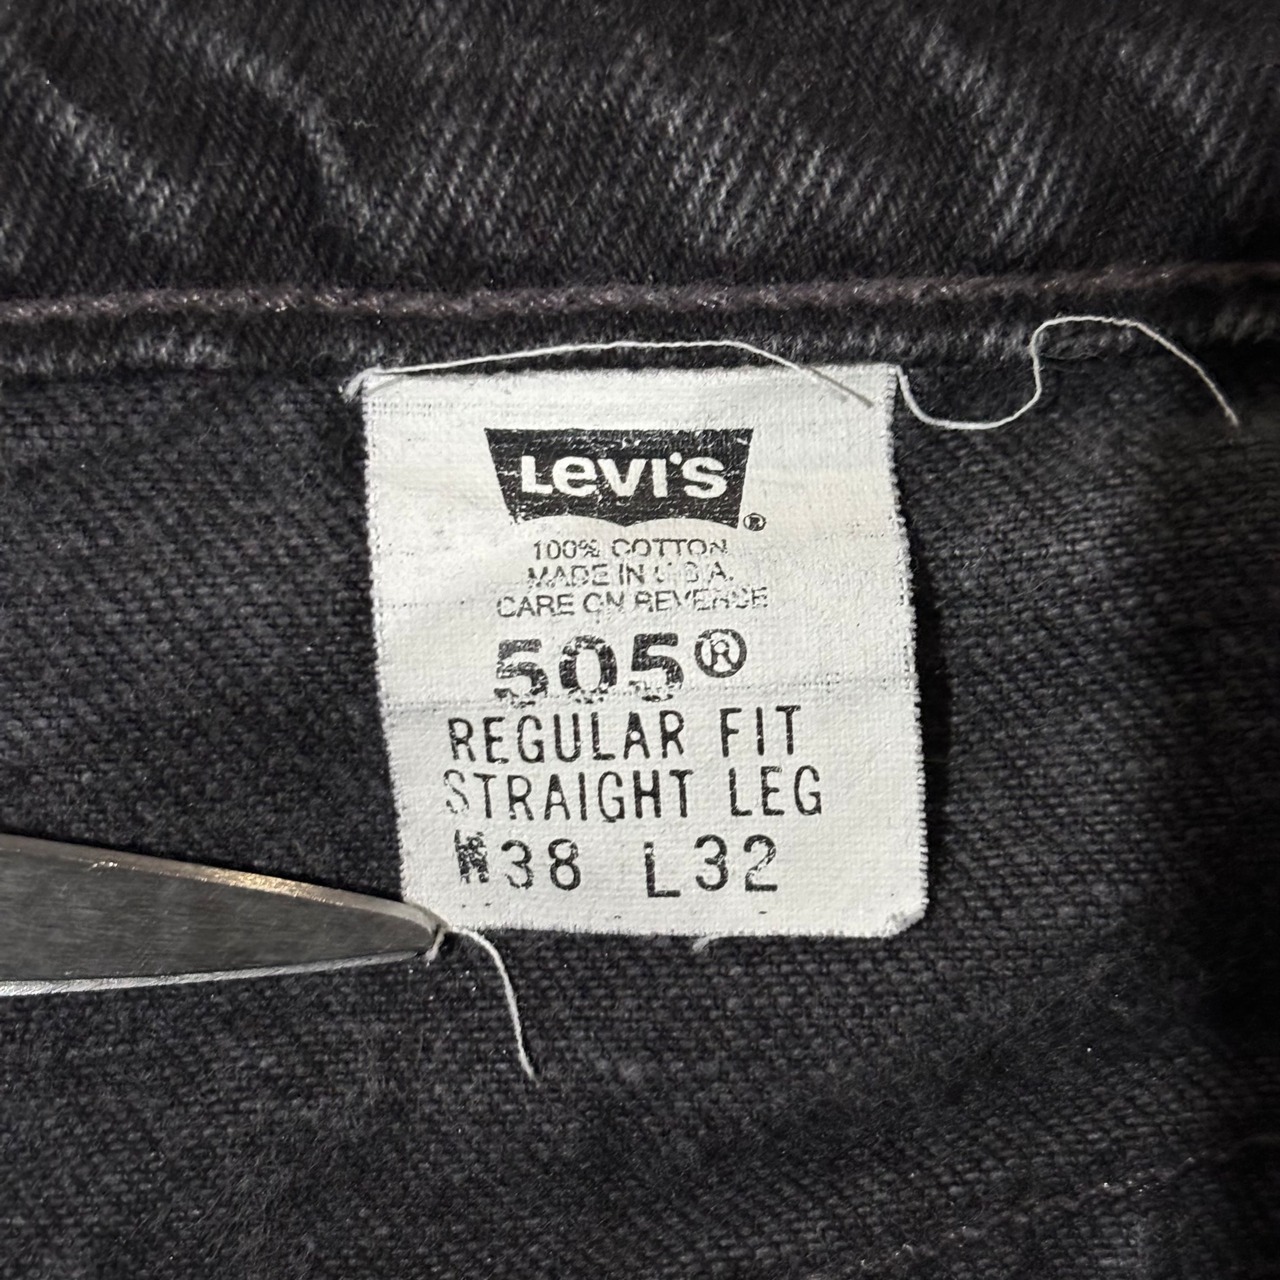 LEVI'S®
100% COTTON
MADE IN U.S.A.
CARE ON REVERSE
505®
REGULAR FIT
STRAIGHT LEG
W38 L32